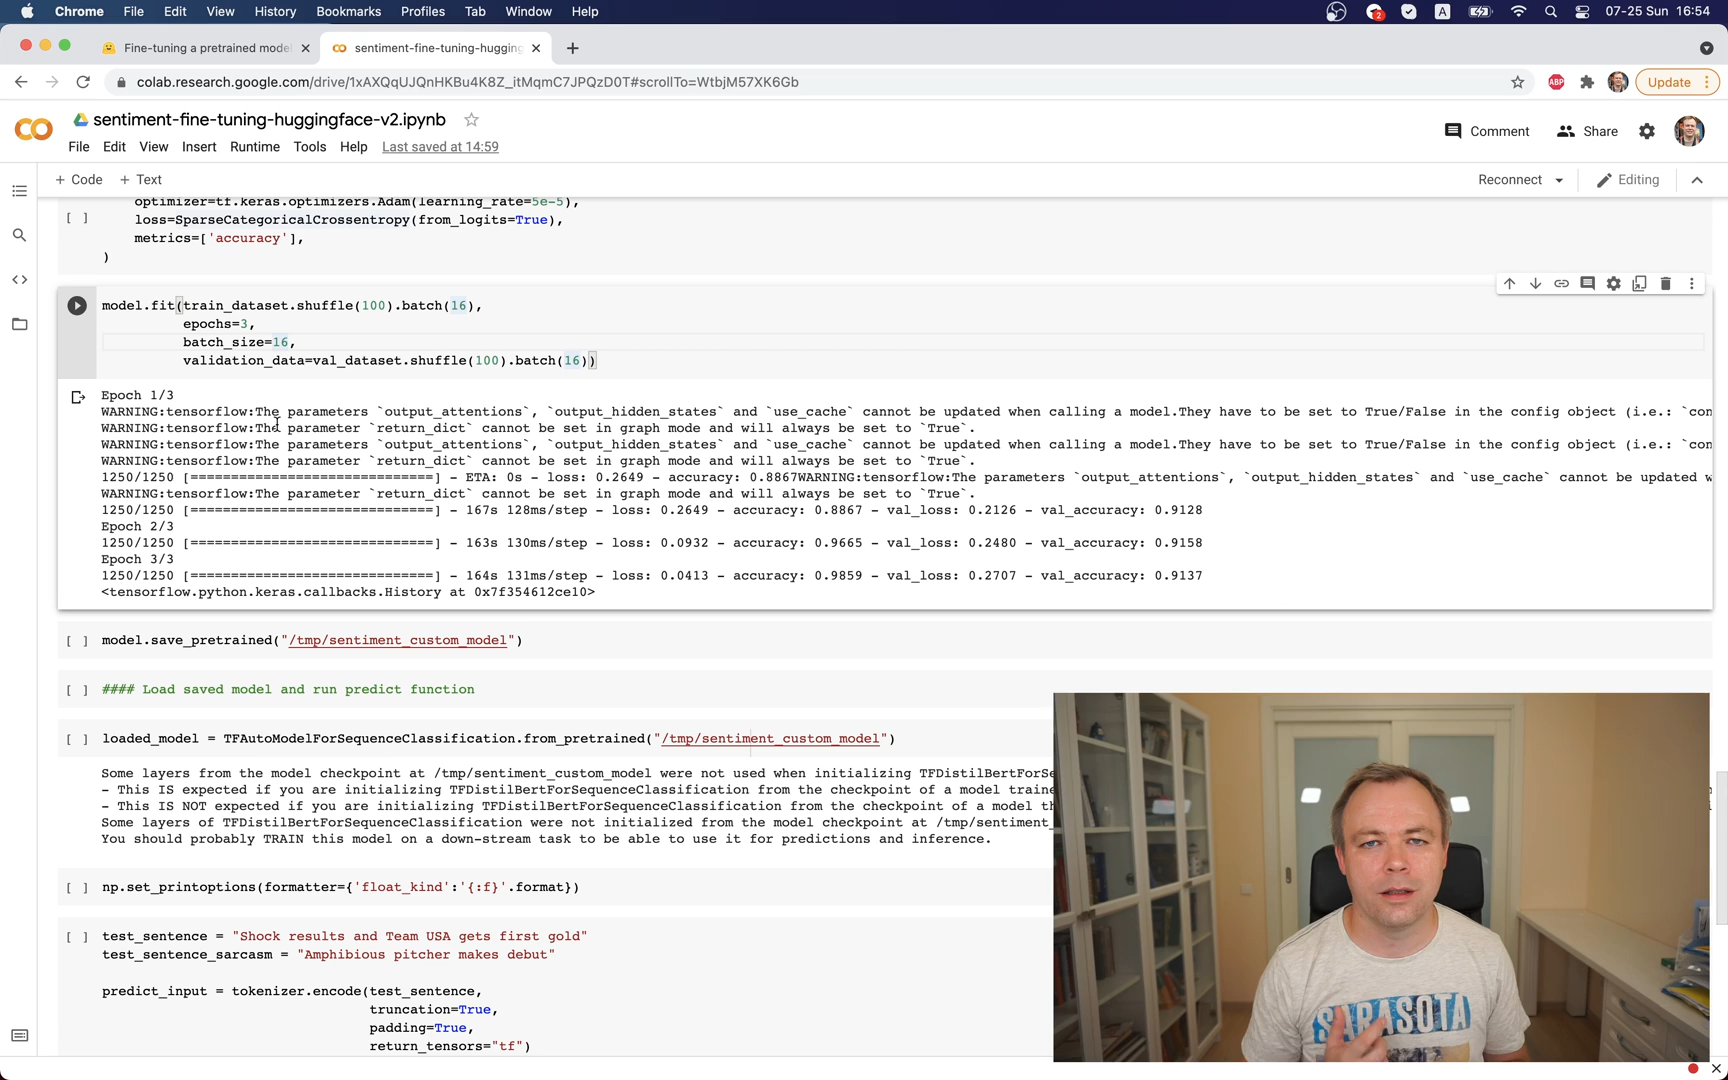 Chrome File Edit View History Bookmarks Profiles Tab Window Help
2 A 07-25 Sun 16:54
Fine-tuning a pretrained mode
sentiment-fine-tuning-hugging
colab.research.google.com/drive/1xAXQqUJQnHKBu4K8Z_itMqmC7JPQzD0T#scrollTo=WtbjM57XK6Gb
ABP
Update
sentiment-fine-tuning-huggingface-v2.ipynb
Comment
Share
File Edit View Insert Runtime Tools Help Last saved at 14:59
+ Code + Text
Reconnect
Editing
optimizer=tf.keras.optimizers.Adam(learning_rate=5e-5),
[ ] loss=SparseCategoricalCrossentropy(from_logits=True),
metrics=['accuracy'],
)
model.fit(train_dataset.shuffle(100).batch(16),
epochs=3,
batch_size=16,
validation_data=val_dataset.shuffle(100).batch(16))
Epoch 1/3
WARNING:tensorflow:The parameters `output_attentions`, `output_hidden_states` and `use_cache` cannot be updated when calling a model.They have to be set to True/False in the config object (i.e.: `con
WARNING:tensorflow:The parameter `return_dict` cannot be set in graph mode and will always be set to `True`.
WARNING:tensorflow:The parameters `output_attentions`, `output_hidden_states` and `use_cache` cannot be updated when calling a model.They have to be set to True/False in the config object (i.e.: `con
WARNING:tensorflow:The parameter `return_dict` cannot be set in graph mode and will always be set to `True`.
1250/1250 [==============================] - ETA: 0s - loss: 0.2649 - accuracy: 0.8867WARNING:tensorflow:The parameters `output_attentions`, `output_hidden_states` and `use_cache` cannot be updated w
WARNING:tensorflow:The parameter `return_dict` cannot be set in graph mode and will always be set to `True`.
1250/1250 [==============================] - 167s 128ms/step - loss: 0.2649 - accuracy: 0.8867 - val_loss: 0.2126 - val_accuracy: 0.9128
Epoch 2/3
1250/1250 [==============================] - 163s 130ms/step - loss: 0.0932 - accuracy: 0.9665 - val_loss: 0.2480 - val_accuracy: 0.9158
Epoch 3/3
1250/1250 [==============================] - 164s 131ms/step - loss: 0.0413 - accuracy: 0.9859 - val_loss: 0.2707 - val_accuracy: 0.9137
<tensorflow.python.keras.callbacks.History at 0x7f354612ce10>
[ ] model.save_pretrained("/tmp/sentiment_custom_model")
[ ] #### Load saved model and run predict function
[ ] loaded_model = TFAutoModelForSequenceClassification.from_pretrained("/tmp/sentiment_custom_model")
Some layers from the model checkpoint at /tmp/sentiment_custom_model were not used when initializing TFDistilBertForSe
- This IS expected if you are initializing TFDistilBertForSequenceClassification from the checkpoint of a model traine
- This IS NOT expected if you are initializing TFDistilBertForSequenceClassification from the checkpoint of a model th
Some layers of TFDistilBertForSequenceClassification were not initialized from the model checkpoint at /tmp/sentiment_
You should probably TRAIN this model on a down-stream task to be able to use it for predictions and inference.
[ ] np.set_printoptions(formatter={'float_kind':'{:f}'.format})
[ ] test_sentence = "Shock results and Team USA gets first gold"
test_sentence_sarcasm = "Amphibious pitcher makes debut"
predict_input = tokenizer.encode(test_sentence,
truncation=True,
padding=True,
return_tensors="tf")
SARASOTA